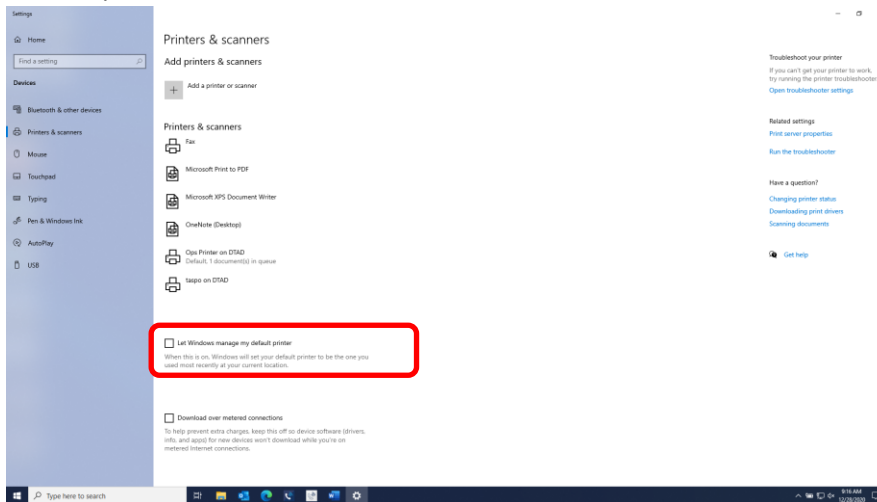 Settings
Home
Find a setting
Devices
Bluetooth & other devices
Printers & scanners
Mouse
Touchpad
Typing
Pen & Windows Ink
AutoPlay
USB
Printers & scanners
Add printers & scanners
Add a printer or scanner
Printers & scanners
Fax
Microsoft Print to PDF
Microsoft XPS Document Writer
OneNote (Desktop)
Ops Printer on DTAD
Default, 1 document(s) in queue
taspo on DTAD
Let Windows manage my default printer
When this is on, Windows will set your default printer to be the one you
used most recently at your current location.
Download over metered connections
To help prevent extra charges, keep this off so device software (drivers,
info, and apps) for new devices won't download while you're on
metered Internet connections.
Troubleshoot your printer
If you can't get your printer to work,
try running the printer troubleshooter
Open troubleshooter settings
Related settings
Print server properties
Run the troubleshooter
Have a question?
Changing printer status
Downloading print drivers
Scanning documents
Get help
Type here to search
9:16 AM
12/28/2020